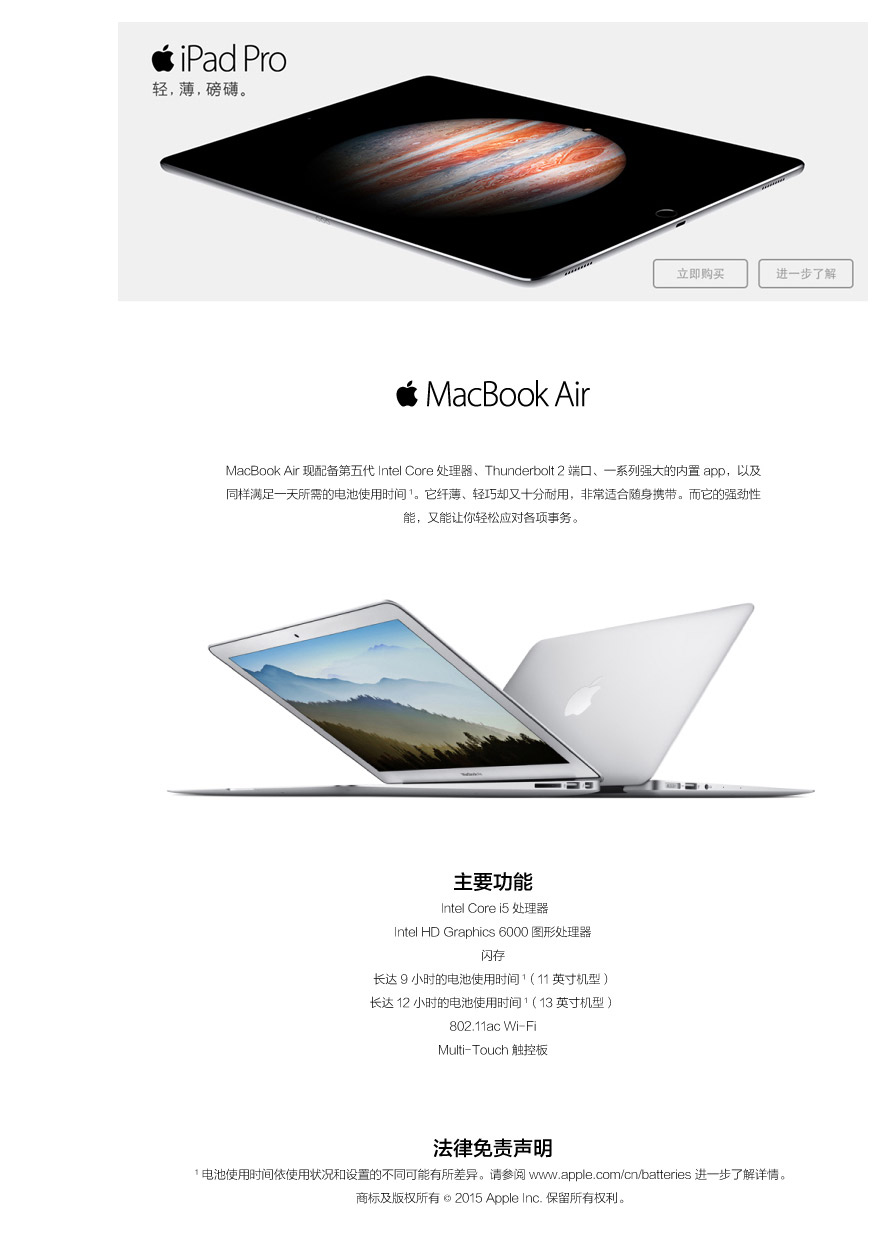 iPad Pro
轻，薄，磅礴。
立即购买
进一步了解
MacBook Air
MacBook Air 现配备第五代 Intel Core 处理器、Thunderbolt 2 端口、一系列强大的内置 app，以及
同样满足一天所需的电池使用时间¹。它纤薄、轻巧却又十分耐用，非常适合随身携带。而它的强劲性
能，又能让你轻松应对各项事务。
主要功能
Intel Core i5 处理器
Intel HD Graphics 6000 图形处理器
闪存
长达 9 小时的电池使用时间¹（11 英寸机型）
长达 12 小时的电池使用时间¹（13 英寸机型）
802.11ac Wi-Fi
Multi-Touch 触控板
法律免责声明
¹ 电池使用时间依使用状况和设置的不同可能有所差异。请参阅 www.apple.com/cn/batteries 进一步了解详情。
商标及版权所有 © 2015 Apple Inc. 保留所有权利。